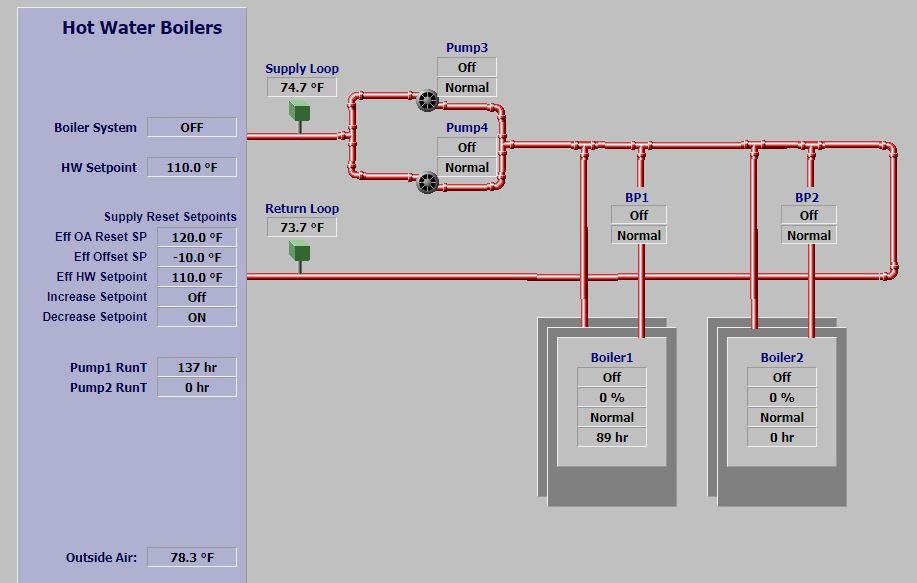 Hot Water Boilers
Boiler System OFF
HW Setpoint 110.0 °F
Supply Reset Setpoints
Eff OA Reset SP 120.0 °F
Eff Offset SP -10.0 °F
Eff HW Setpoint 110.0 °F
Increase Setpoint Off
Decrease Setpoint ON
Pump1 RunT 137 hr
Pump2 RunT 0 hr
Outside Air: 78.3 °F
Supply Loop
74.7 °F
Return Loop
73.7 °F
Pump3
Off
Normal
Pump4
Off
Normal
BP1
Off
Normal
BP2
Off
Normal
Boiler1
Off
0 %
Normal
89 hr
Boiler2
Off
0 %
Normal
0 hr